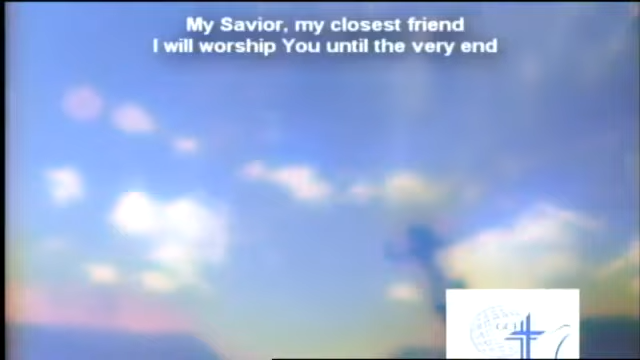 My Savior, my closest friend
I will worship You until the very end